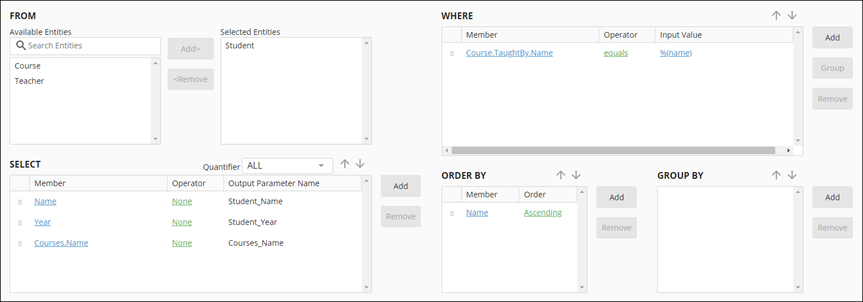 FROM
Available Entities
Search Entities
Course
Teacher
Add>
<Remove
Selected Entities
Student
WHERE
Member Operator Input Value
Course.TaughtBy.Name equals %(name)
Add
Group
Remove
SELECT
Quantifier ALL
Member Operator Output Parameter Name
Name None Student_Name
Year None Student_Year
Courses.Name None Courses_Name
Add
Remove
ORDER BY
Member Order
Name Ascending
Add
Remove
GROUP BY
Add
Remove